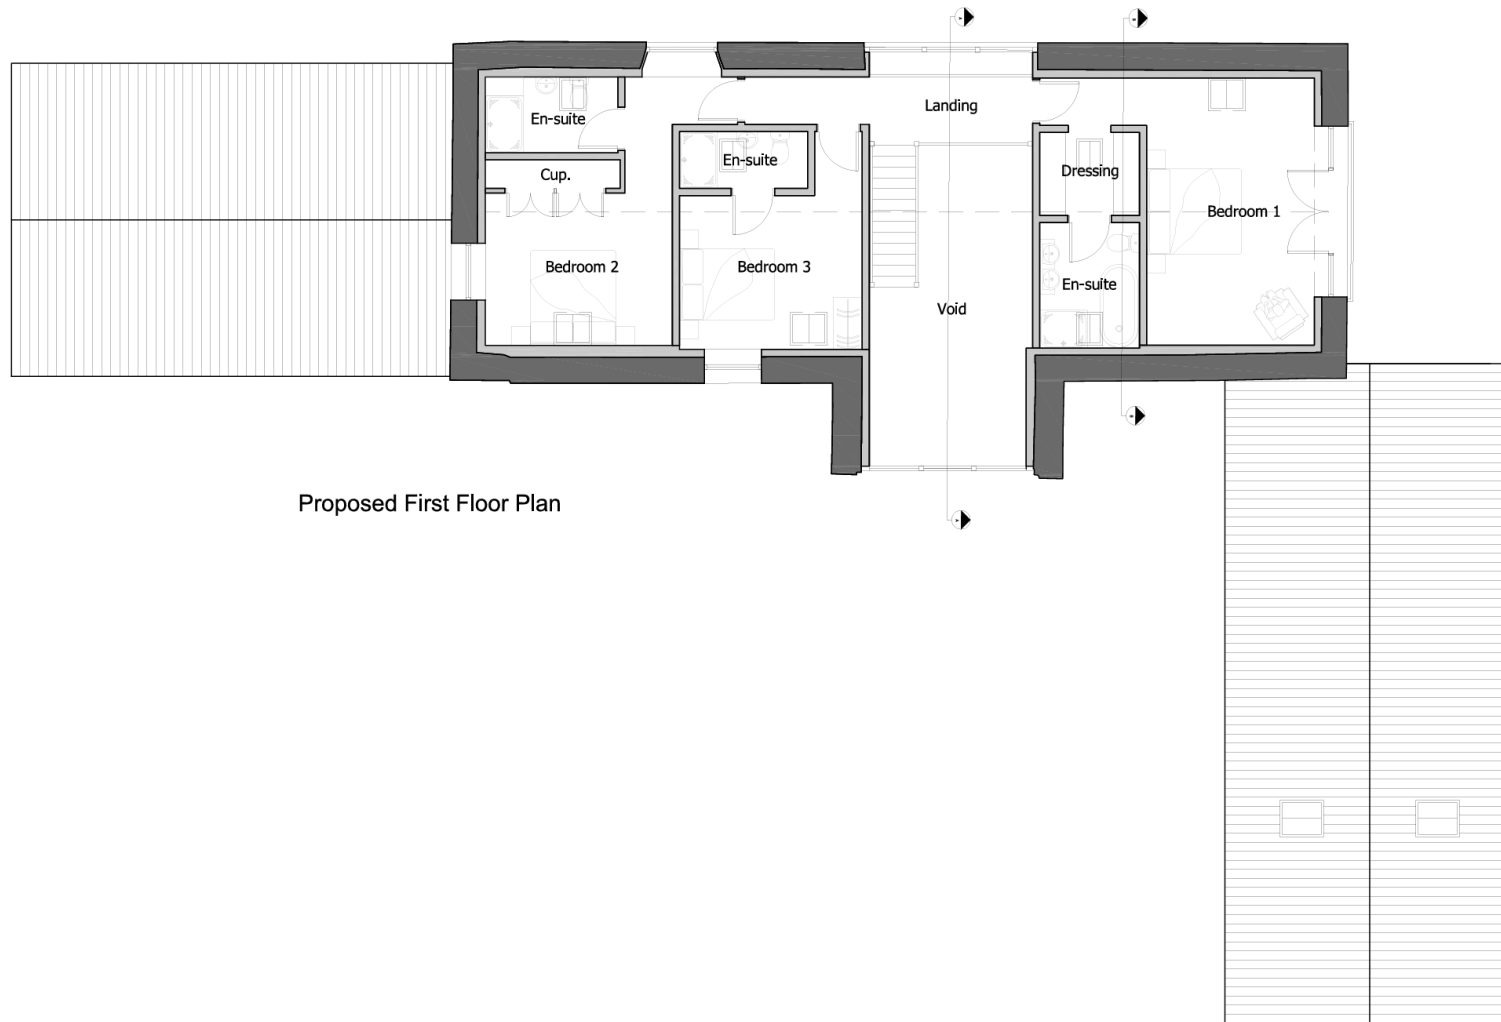 Landing
En-suite
En-suite
Cup.
Dressing
Bedroom 1
Bedroom 2
Bedroom 3
En-suite
Void
Proposed First Floor Plan